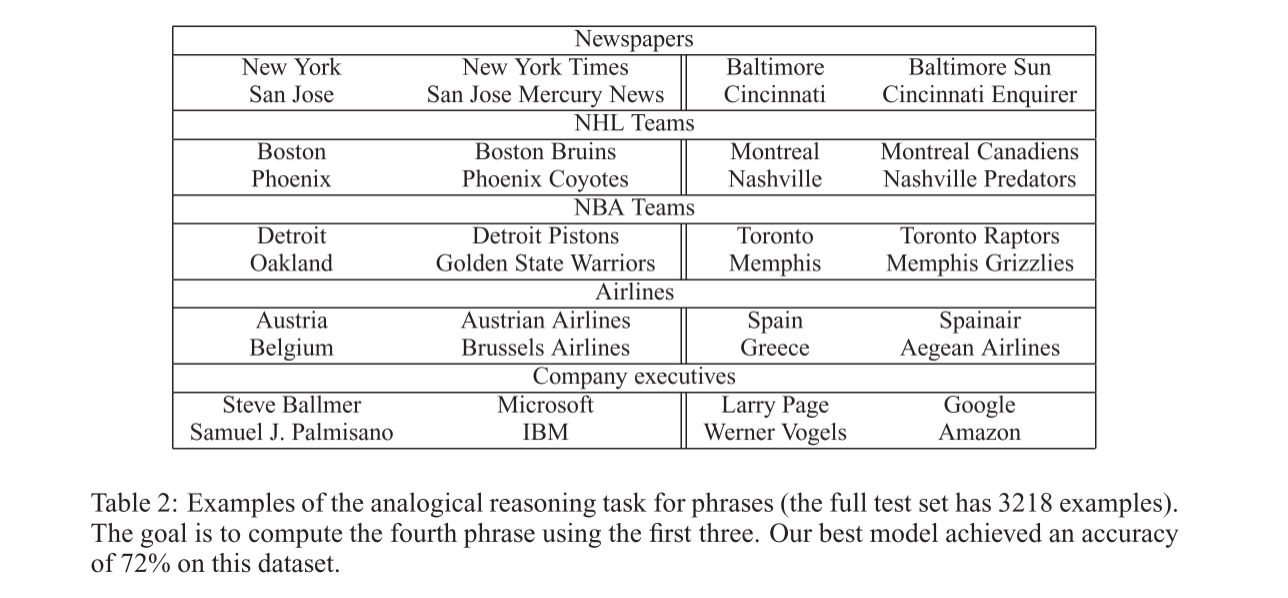 Newspapers
New York New York Times Baltimore Baltimore Sun
San Jose San Jose Mercury News Cincinnati Cincinnati Enquirer
NHL Teams
Boston Boston Bruins Montreal Montreal Canadiens
Phoenix Phoenix Coyotes Nashville Nashville Predators
NBA Teams
Detroit Detroit Pistons Toronto Toronto Raptors
Oakland Golden State Warriors Memphis Memphis Grizzlies
Airlines
Austria Austrian Airlines Spain Spainair
Belgium Brussels Airlines Greece Aegean Airlines
Company executives
Steve Ballmer Microsoft Larry Page Google
Samuel J. Palmisano IBM Werner Vogels Amazon
Table 2: Examples of the analogical reasoning task for phrases (the full test set has 3218 examples).
The goal is to compute the fourth phrase using the first three. Our best model achieved an accuracy
of 72% on this dataset.